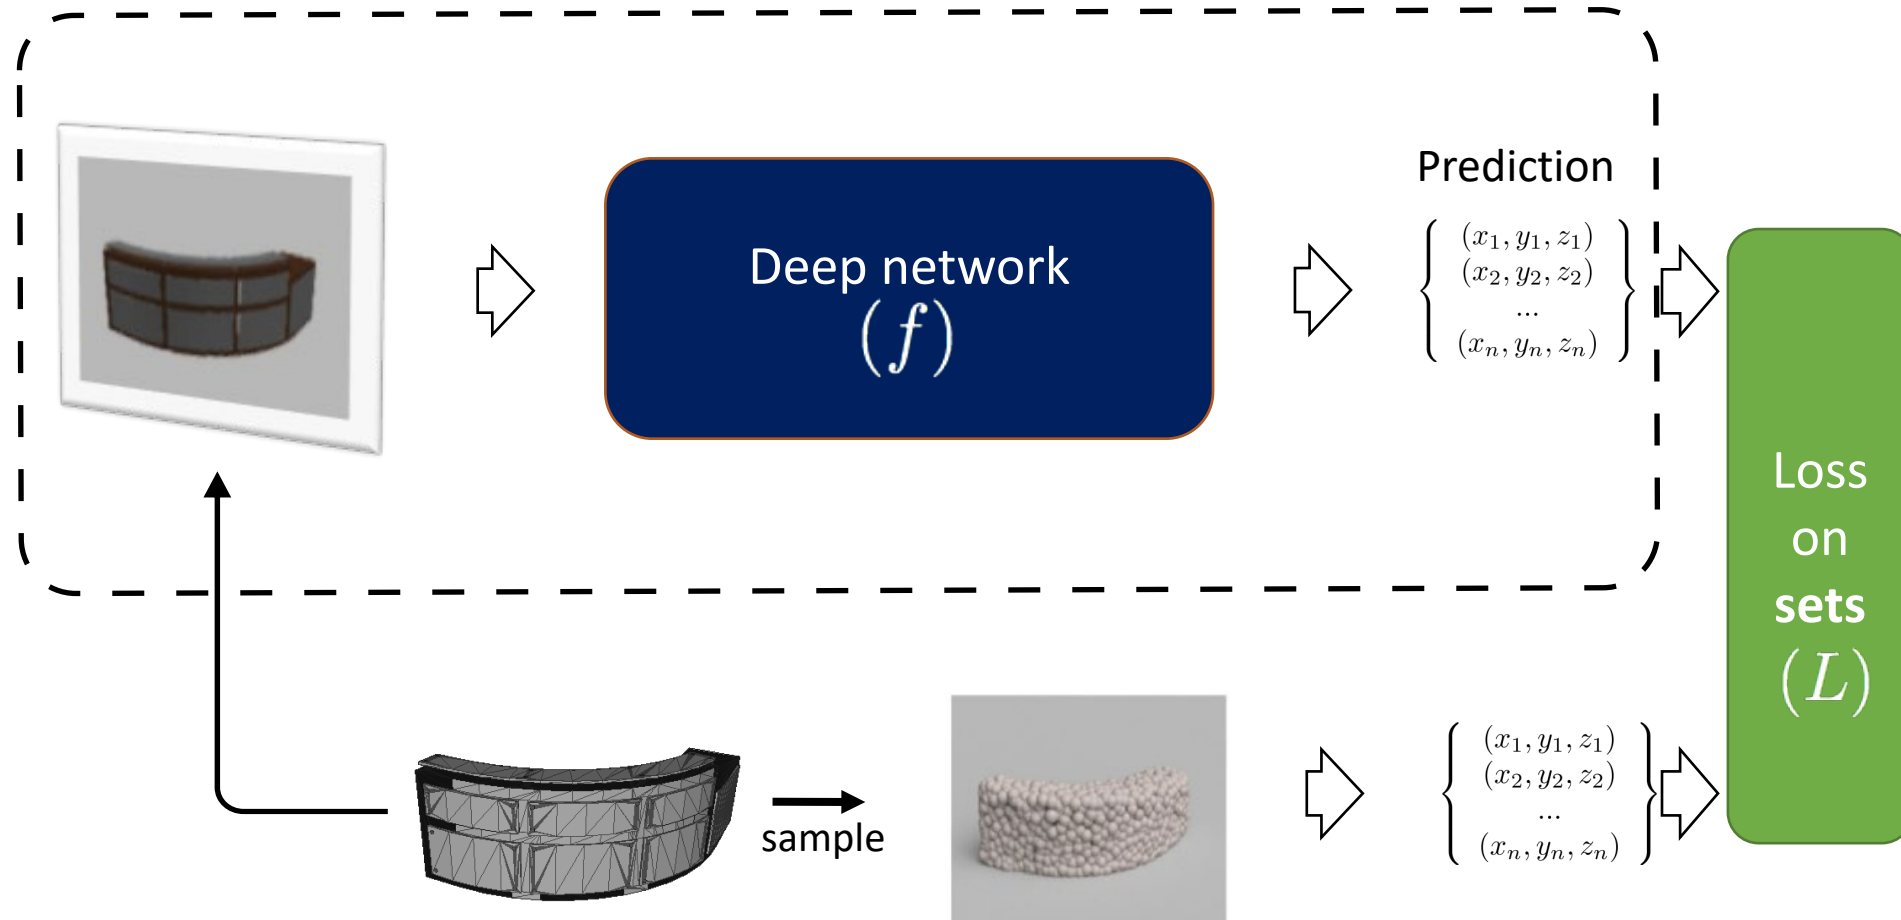 Prediction
(x₁, y₁, z₁)
(x₂, y₂, z₂)
...
(xₙ, yₙ, zₙ)
Deep network
(f)
Loss
on
sets
(L)
sample
(x₁, y₁, z₁)
(x₂, y₂, z₂)
...
(xₙ, yₙ, zₙ)